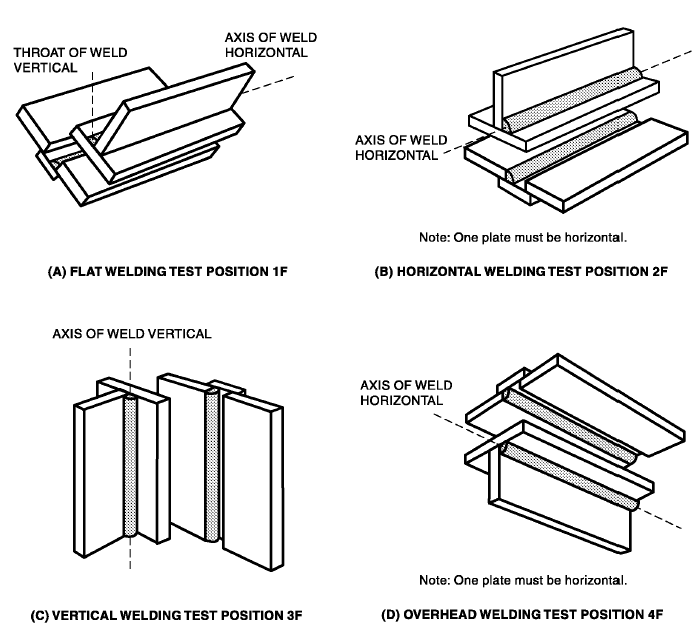 THROAT OF WELD
VERTICAL
AXIS OF WELD
HORIZONTAL
AXIS OF WELD
HORIZONTAL
Note: One plate must be horizontal.
(A) FLAT WELDING TEST POSITION 1F
(B) HORIZONTAL WELDING TEST POSITION 2F
AXIS OF WELD VERTICAL
AXIS OF WELD
HORIZONTAL
Note: One plate must be horizontal.
(C) VERTICAL WELDING TEST POSITION 3F
(D) OVERHEAD WELDING TEST POSITION 4F